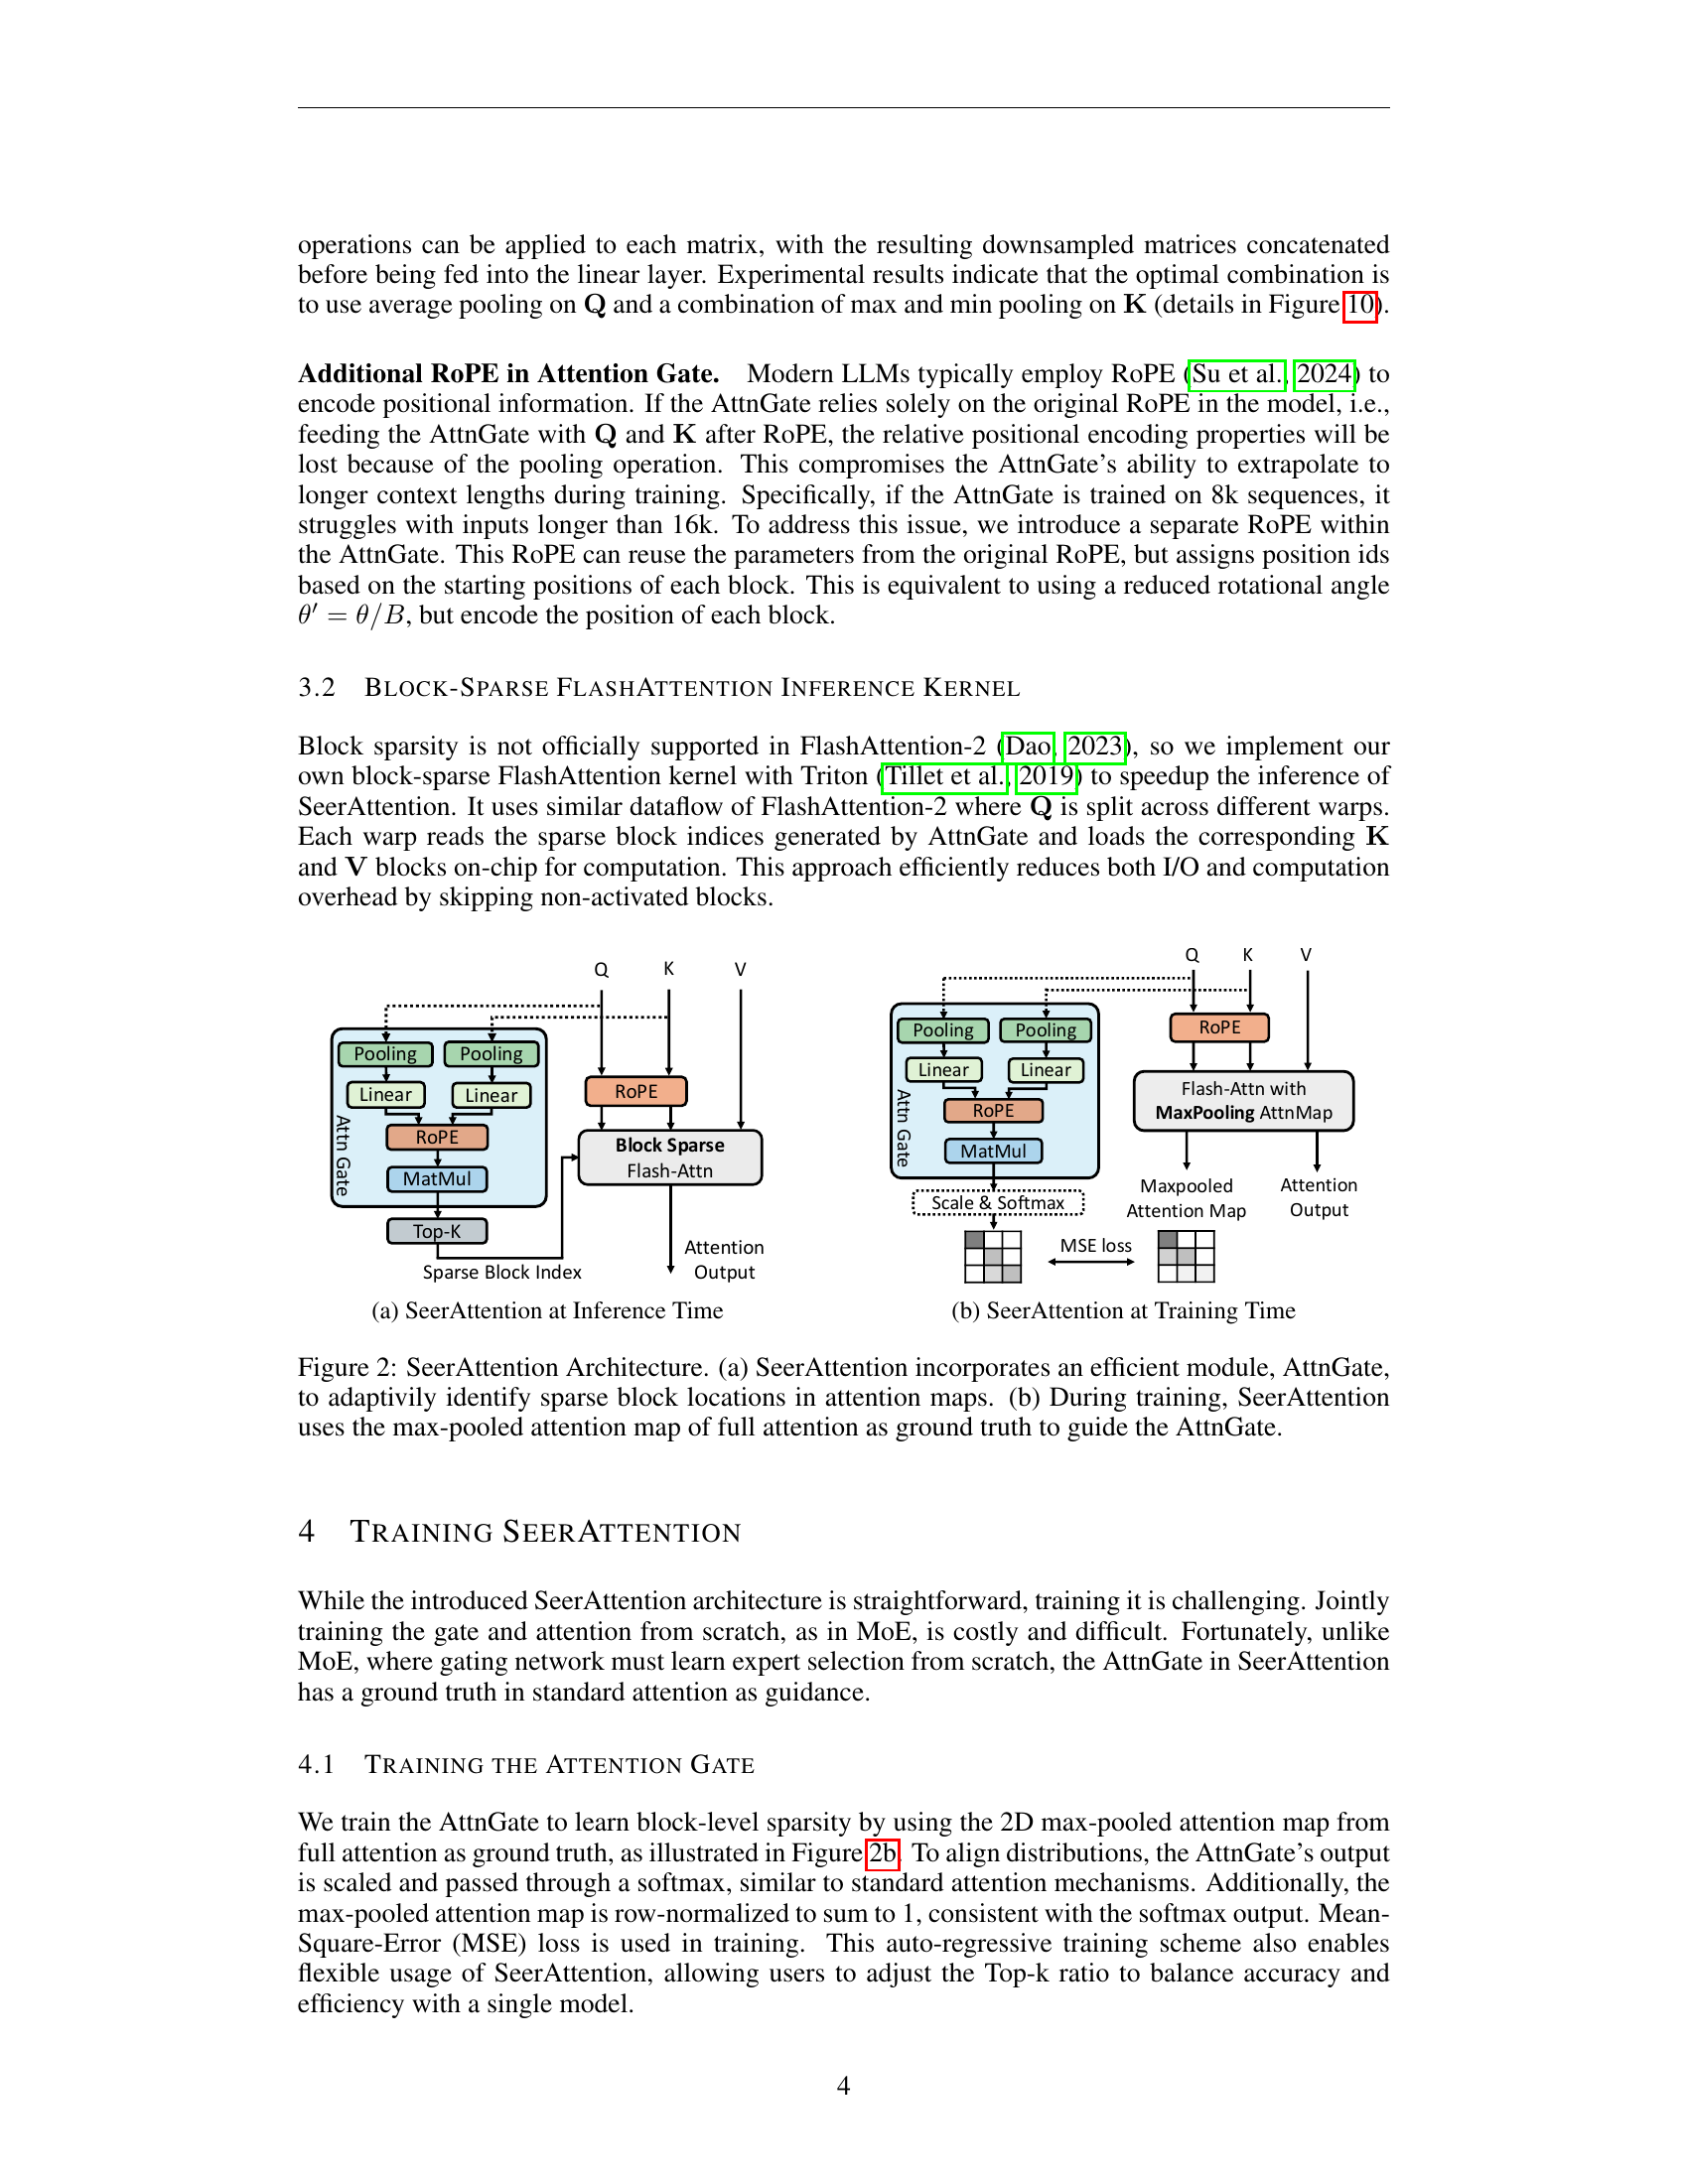 operations can be applied to each matrix, with the resulting downsampled matrices concatenated
before being fed into the linear layer. Experimental results indicate that the optimal combination is
to use average pooling on Q and a combination of max and min pooling on K (details in Figure 10).
Additional RoPE in Attention Gate. Modern LLMs typically employ RoPE (Su et al., 2024) to
encode positional information. If the AttnGate relies solely on the original RoPE in the model, i.e.,
feeding the AttnGate with Q and K after RoPE, the relative positional encoding properties will be
lost because of the pooling operation. This compromises the AttnGate's ability to extrapolate to
longer context lengths during training. Specifically, if the AttnGate is trained on 8k sequences, it
struggles with inputs longer than 16k. To address this issue, we introduce a separate RoPE within
the AttnGate. This RoPE can reuse the parameters from the original RoPE, but assigns position ids
based on the starting positions of each block. This is equivalent to using a reduced rotational angle
θ′ = θ/B, but encode the position of each block.
3.2 BLOCK-SPARSE FLASHATTENTION INFERENCE KERNEL
Block sparsity is not officially supported in FlashAttention-2 (Dao, 2023), so we implement our
own block-sparse FlashAttention kernel with Triton (Tillet et al., 2019) to speedup the inference of
SeerAttention. It uses similar dataflow of FlashAttention-2 where Q is split across different warps.
Each warp reads the sparse block indices generated by AttnGate and loads the corresponding K
and V blocks on-chip for computation. This approach efficiently reduces both I/O and computation
overhead by skipping non-activated blocks.
Q K V
Pooling Pooling
Linear Linear
RoPE
RoPE
MatMul
Attn Gate
Block Sparse
Flash-Attn
Top-K
Sparse Block Index
Attention
Output
(a) SeerAttention at Inference Time
Q K V
Pooling Pooling
RoPE
Linear Linear
RoPE
MatMul
Attn Gate
Flash-Attn with
MaxPooling AttnMap
Scale & Softmax
Maxpooled
Attention Map
Attention
Output
MSE loss
(b) SeerAttention at Training Time
Figure 2: SeerAttention Architecture. (a) SeerAttention incorporates an efficient module, AttnGate,
to adaptivily identify sparse block locations in attention maps. (b) During training, SeerAttention
uses the max-pooled attention map of full attention as ground truth to guide the AttnGate.
4 TRAINING SEERATTENTION
While the introduced SeerAttention architecture is straightforward, training it is challenging. Jointly
training the gate and attention from scratch, as in MoE, is costly and difficult. Fortunately, unlike
MoE, where gating network must learn expert selection from scratch, the AttnGate in SeerAttention
has a ground truth in standard attention as guidance.
4.1 TRAINING THE ATTENTION GATE
We train the AttnGate to learn block-level sparsity by using the 2D max-pooled attention map from
full attention as ground truth, as illustrated in Figure 2b. To align distributions, the AttnGate's output
is scaled and passed through a softmax, similar to standard attention mechanisms. Additionally, the
max-pooled attention map is row-normalized to sum to 1, consistent with the softmax output. Mean-
Square-Error (MSE) loss is used in training. This auto-regressive training scheme also enables
flexible usage of SeerAttention, allowing users to adjust the Top-k ratio to balance accuracy and
efficiency with a single model.
4